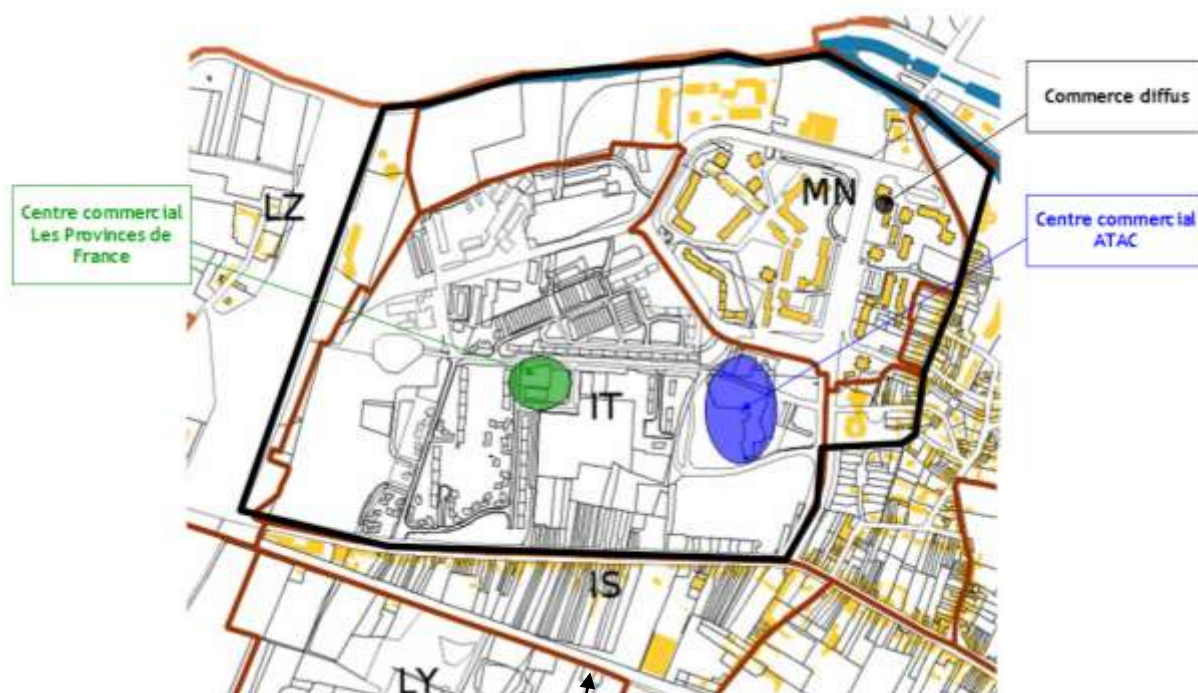 Commerce diffus
MN
LZ
Centre commercial
Les Provinces de
France
Centre commercial
ATAC
IT
IS
LY